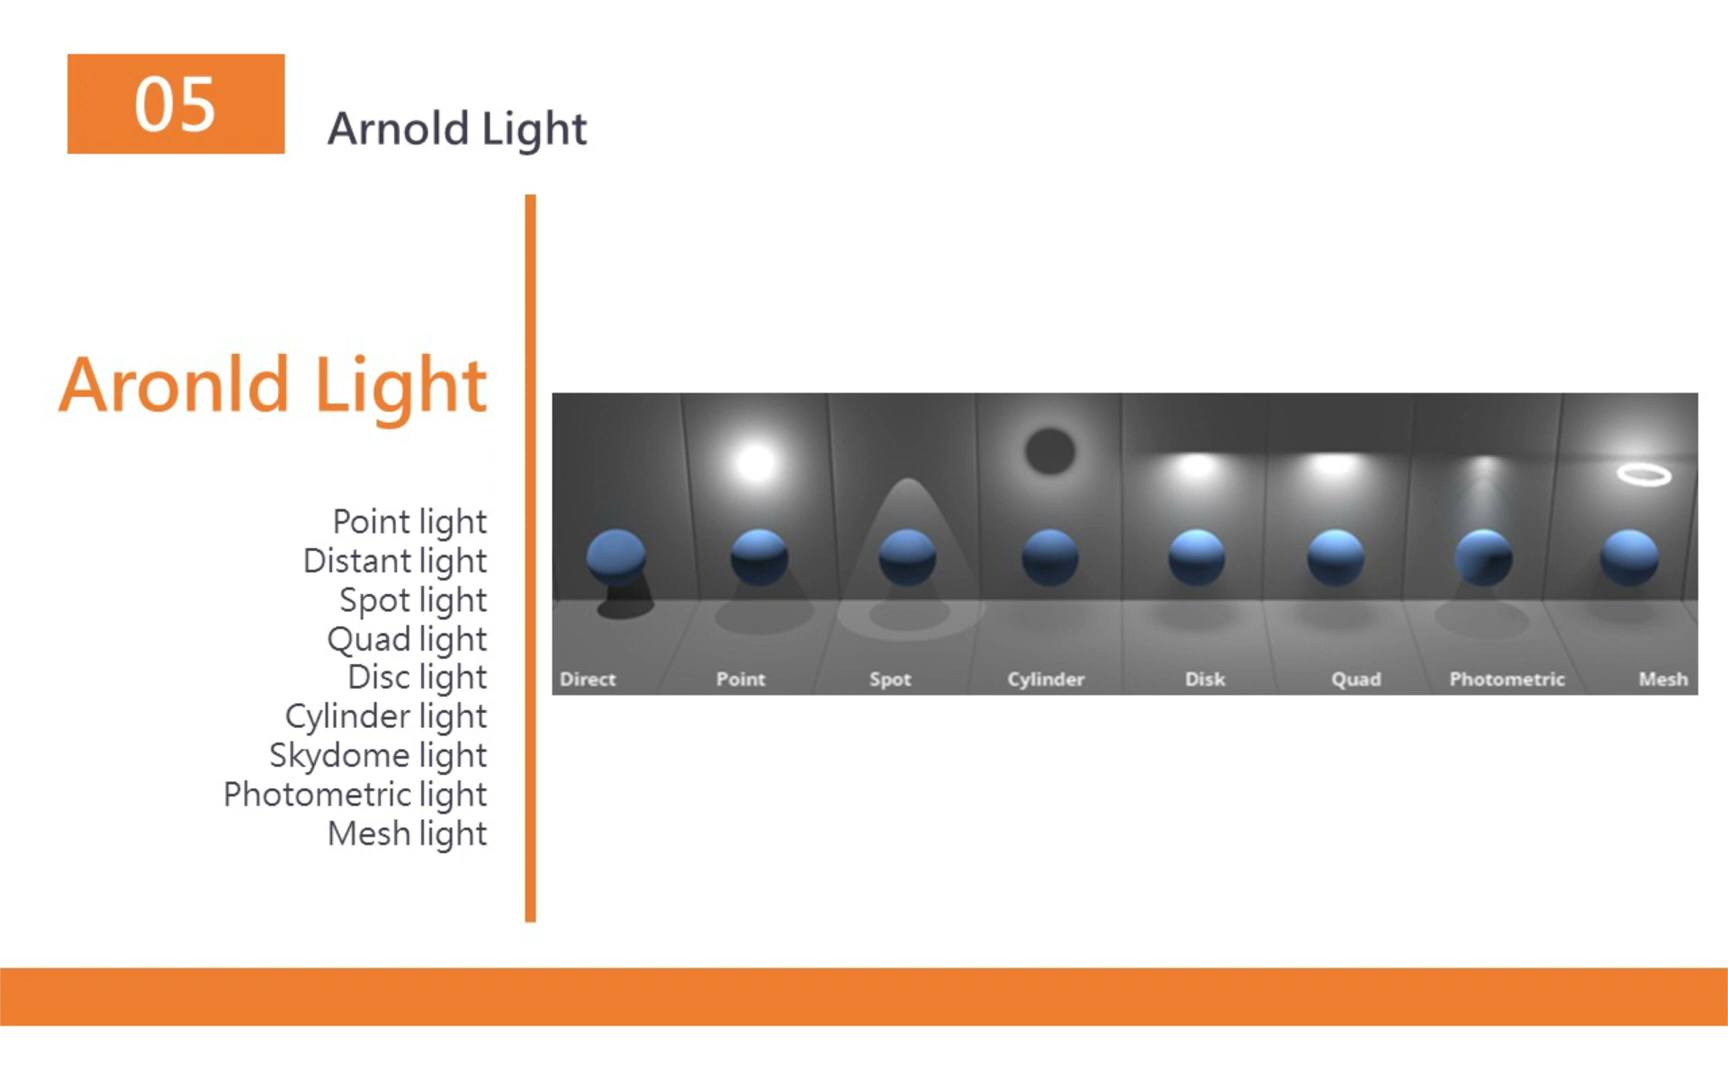 05
Arnold Light
Aronld Light
Point light
Distant light
Spot light
Quad light
Disc light
Cylinder light
Skydome light
Photometric light
Mesh light
Direct Point Spot Cylinder Disk Quad Photometric Mesh